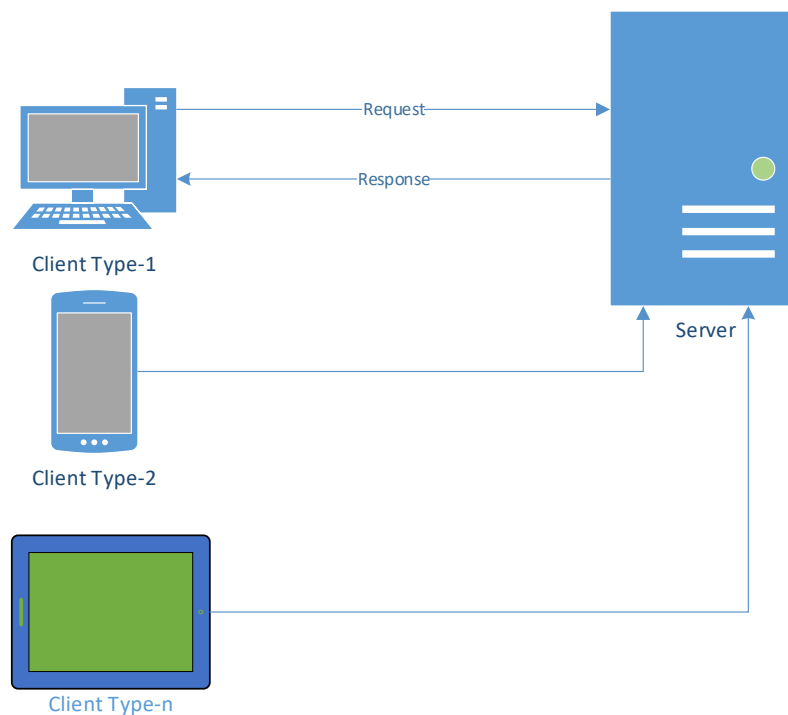 Request
Response
Client Type-1
Server
Client Type-2
Client Type-n